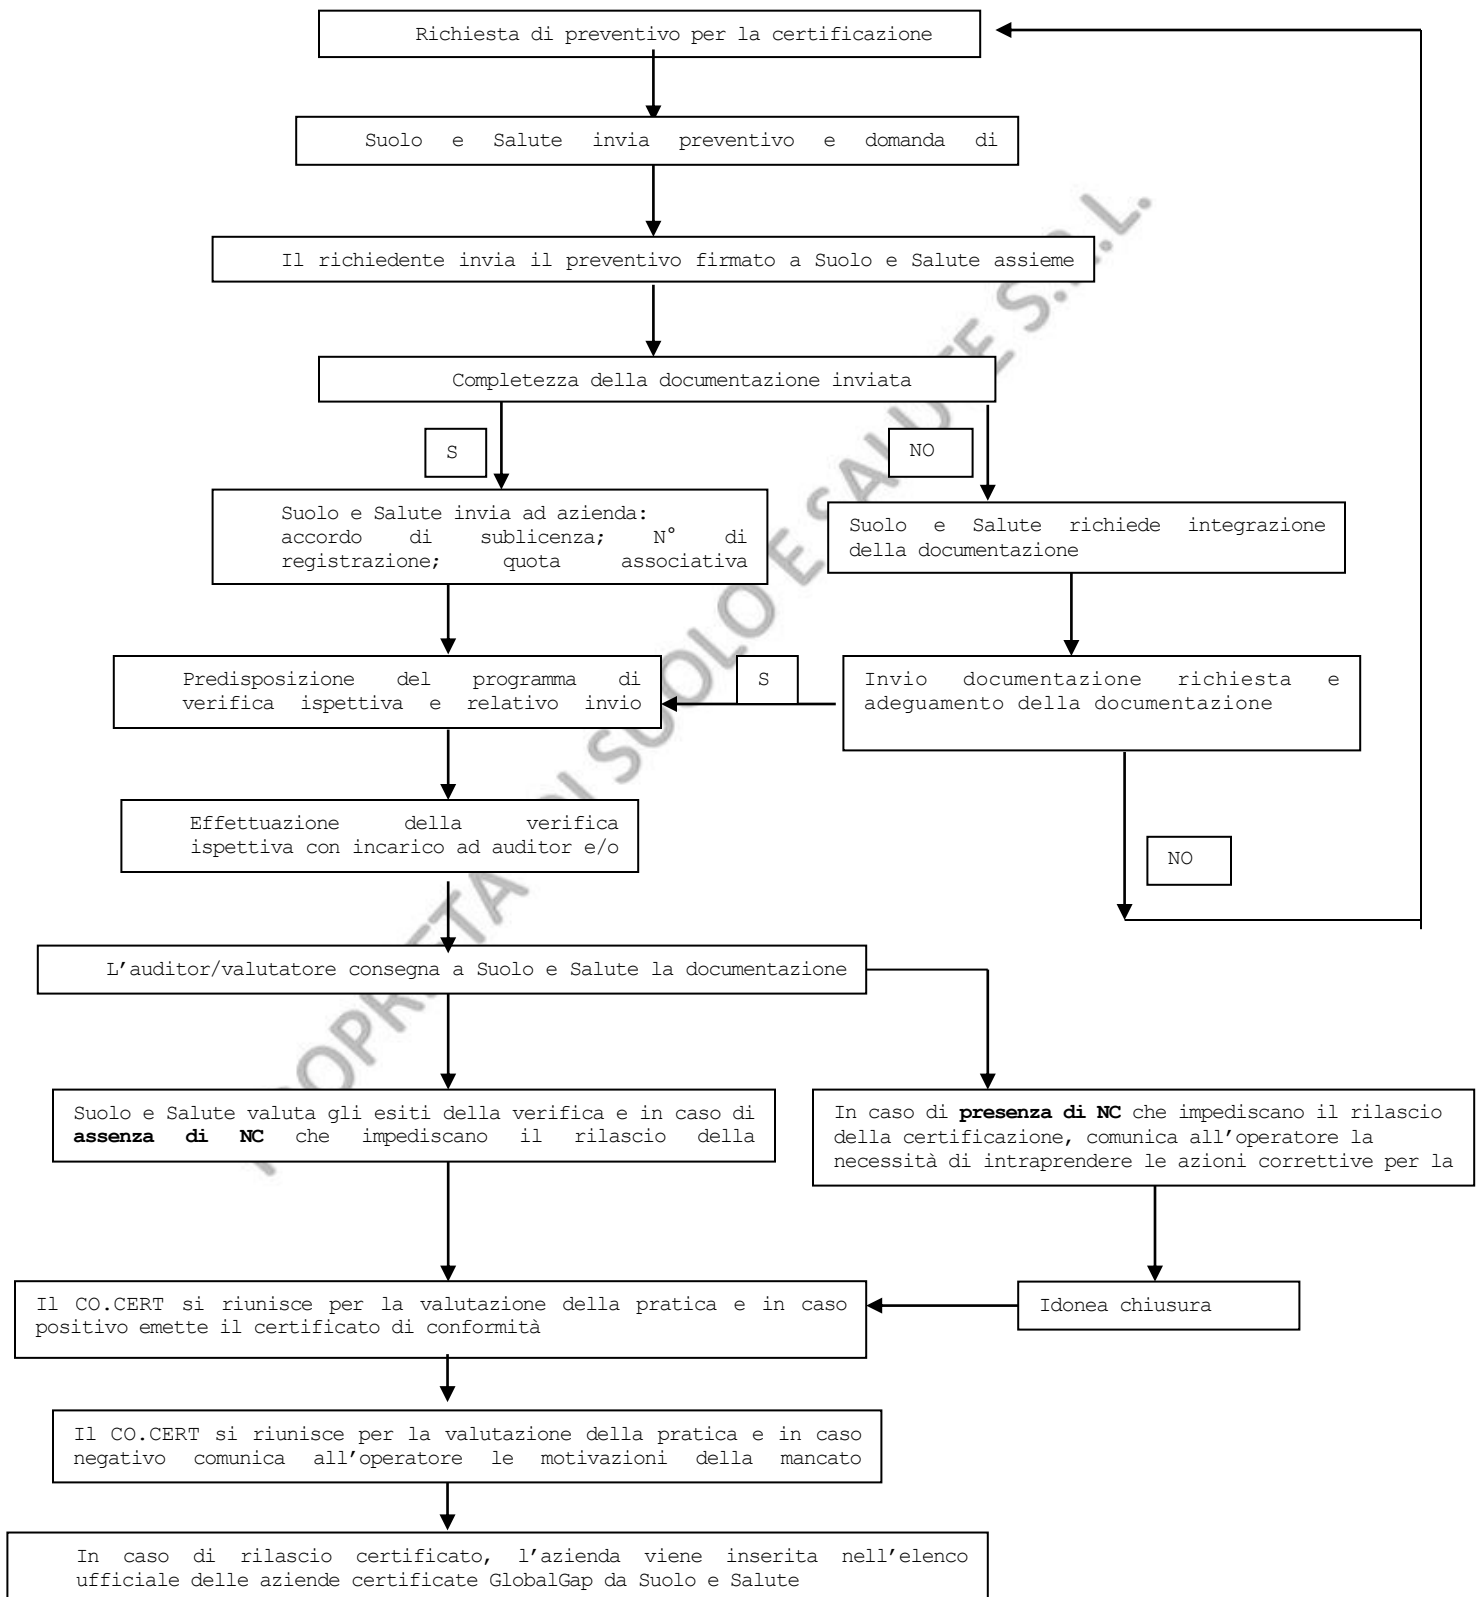 Richiesta di preventivo per la certificazione
Suolo e Salute invia preventivo e domanda di
Il richiedente invia il preventivo firmato a Suolo e Salute assieme
Completezza della documentazione inviata
S
NO
Suolo e Salute invia ad azienda:
accordo di sublicenza; N° di
registrazione; quota associativa
Suolo e Salute richiede integrazione
della documentazione
Predisposizione del programma di
verifica ispettiva e relativo invio
S
Invio documentazione richiesta e
adeguamento della documentazione
Effettuazione della verifica
ispettiva con incarico ad auditor e/o
NO
L'auditor/valutatore consegna a Suolo e Salute la documentazione
Suolo e Salute valuta gli esiti della verifica e in caso di
assenza di NC che impediscano il rilascio della
In caso di presenza di NC che impediscano il rilascio
della certificazione, comunica all'operatore la
necessità di intraprendere le azioni correttive per la
Il CO.CERT si riunisce per la valutazione della pratica e in caso
positivo emette il certificato di conformità
Idonea chiusura
Il CO.CERT si riunisce per la valutazione della pratica e in caso
negativo comunica all'operatore le motivazioni della mancato
In caso di rilascio certificato, l'azienda viene inserita nell'elenco
ufficiale delle aziende certificate GlobalGap da Suolo e Salute
SUOLO E SALUTE S.R.L.